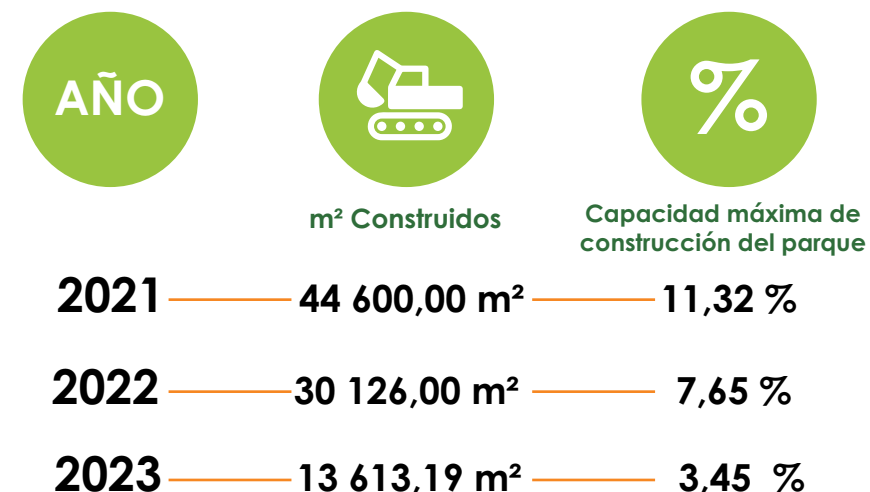 AÑO
%
m² Construidos
Capacidad máxima de
construcción del parque
2021 44 600,00 m² 11,32 %
2022 30 126,00 m² 7,65 %
2023 13 613,19 m² 3,45 %